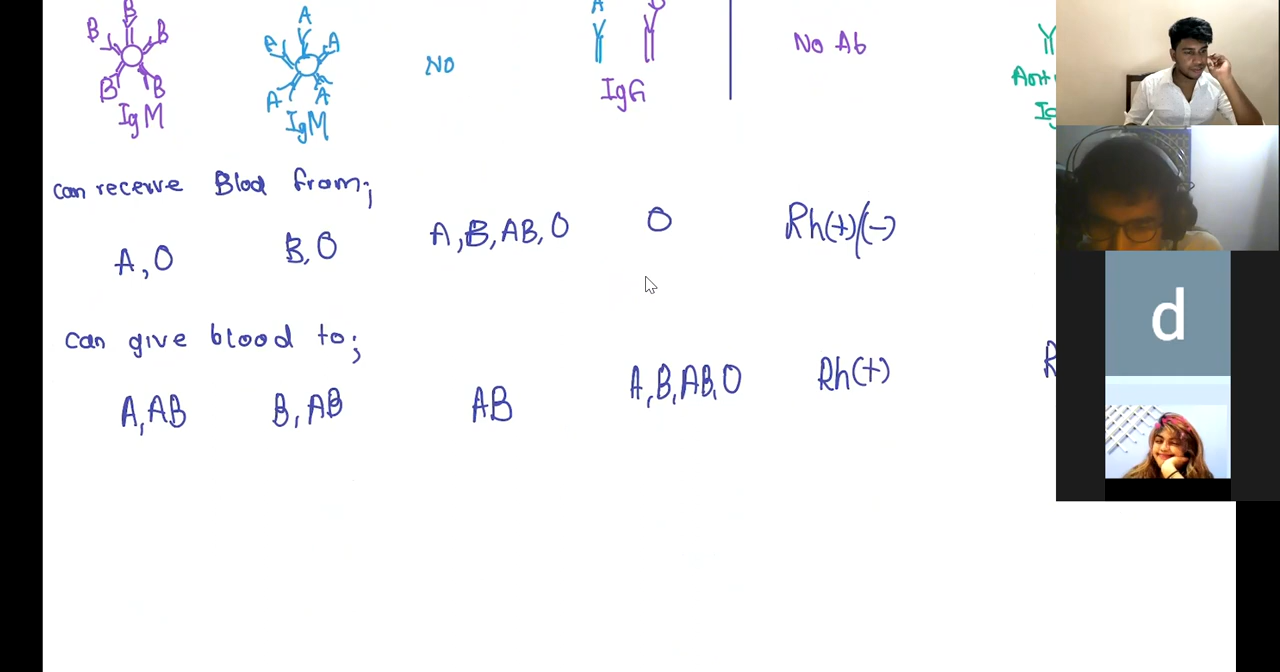 B
B B A
B B A A
A A
A
No
No Ab
IgM
IgM
IgG
Can receive Blod from;
A, O
B, O
A, B, AB, O
O
Rh(+)/(-)
Can give blood to;
A, AB
B, AB
AB
A, B, AB, O
Rh(+)
R
d